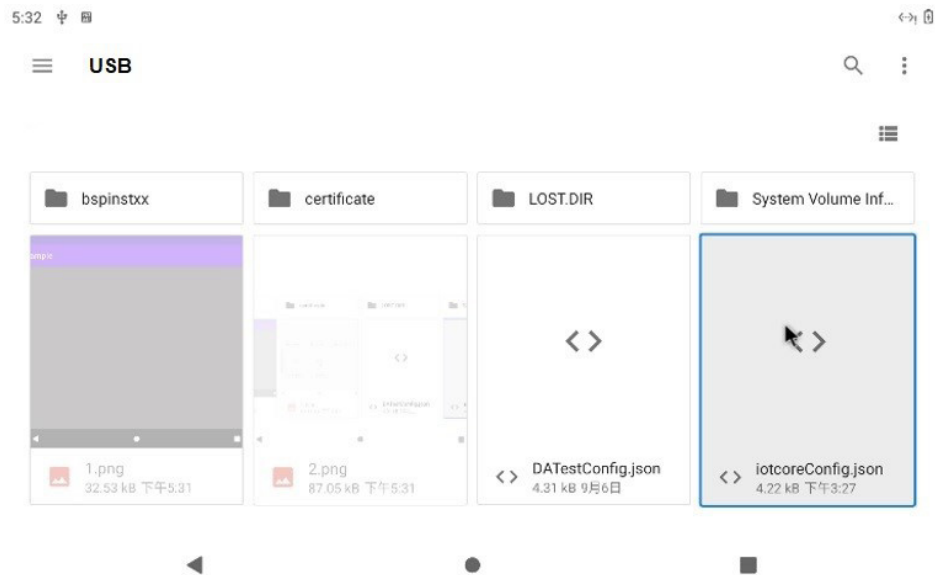 5:32
USB
bspinstxx
certificate
LOST.DIR
System Volume Inf...
1.png
32.53 kB 下午5:31
2.png
87.05 kB 下午5:31
DATestConfig.json
4.31 kB 9月6日
iotcoreConfig.json
4.22 kB 下午3:27